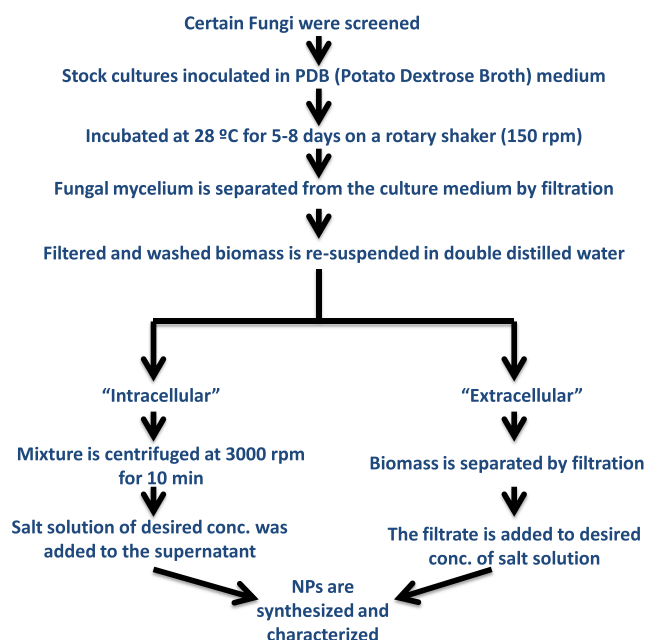 Certain Fungi were screened
Stock cultures inoculated in PDB (Potato Dextrose Broth) medium
Incubated at 28 ºC for 5-8 days on a rotary shaker (150 rpm)
Fungal mycelium is separated from the culture medium by filtration
Filtered and washed biomass is re-suspended in double distilled water
“Intracellular”
Mixture is centrifuged at 3000 rpm
for 10 min
Salt solution of desired conc. was
added to the supernatant
“Extracellular”
Biomass is separated by filtration
The filtrate is added to desired
conc. of salt solution
NPs are
synthesized and
characterized